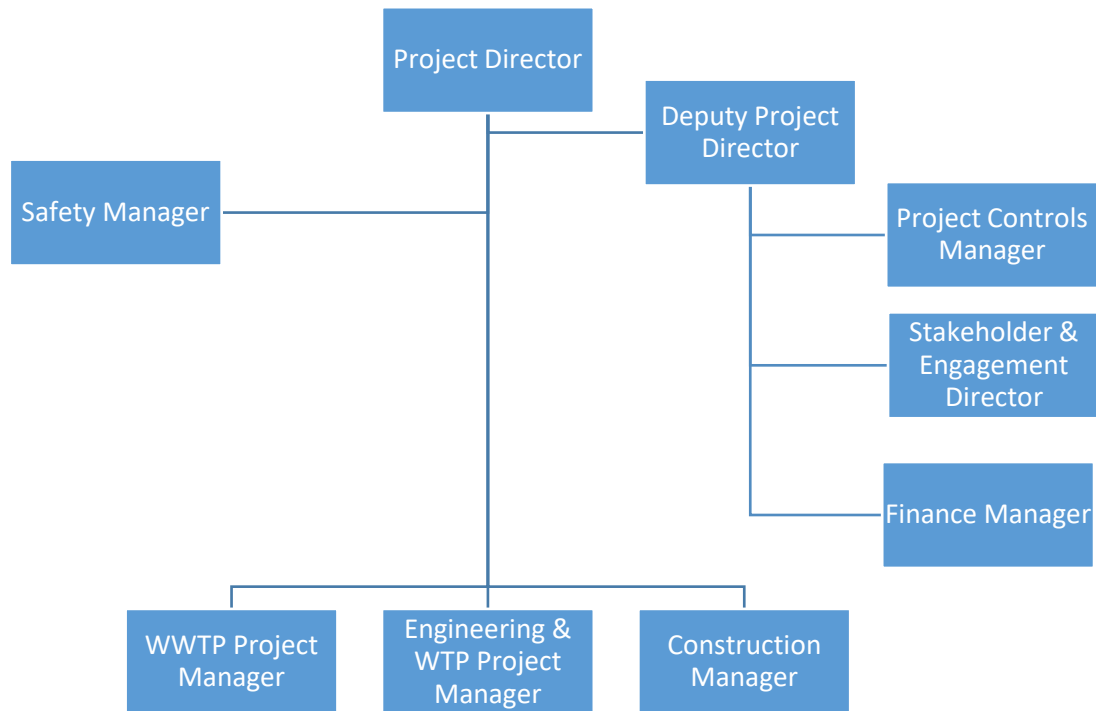 Project Director
Deputy Project
Director
Safety Manager
Project Controls
Manager
Stakeholder &
Engagement
Director
Finance Manager
WWTP Project
Manager
Engineering &
WTP Project
Manager
Construction
Manager